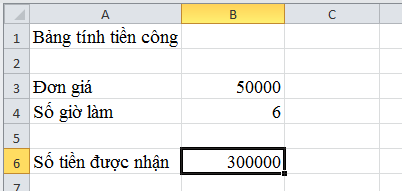 A B C
1 Bảng tính tiền công
2
3 Đơn giá 50000
4 Số giờ làm 6
5
6 Số tiền được nhận 300000
7